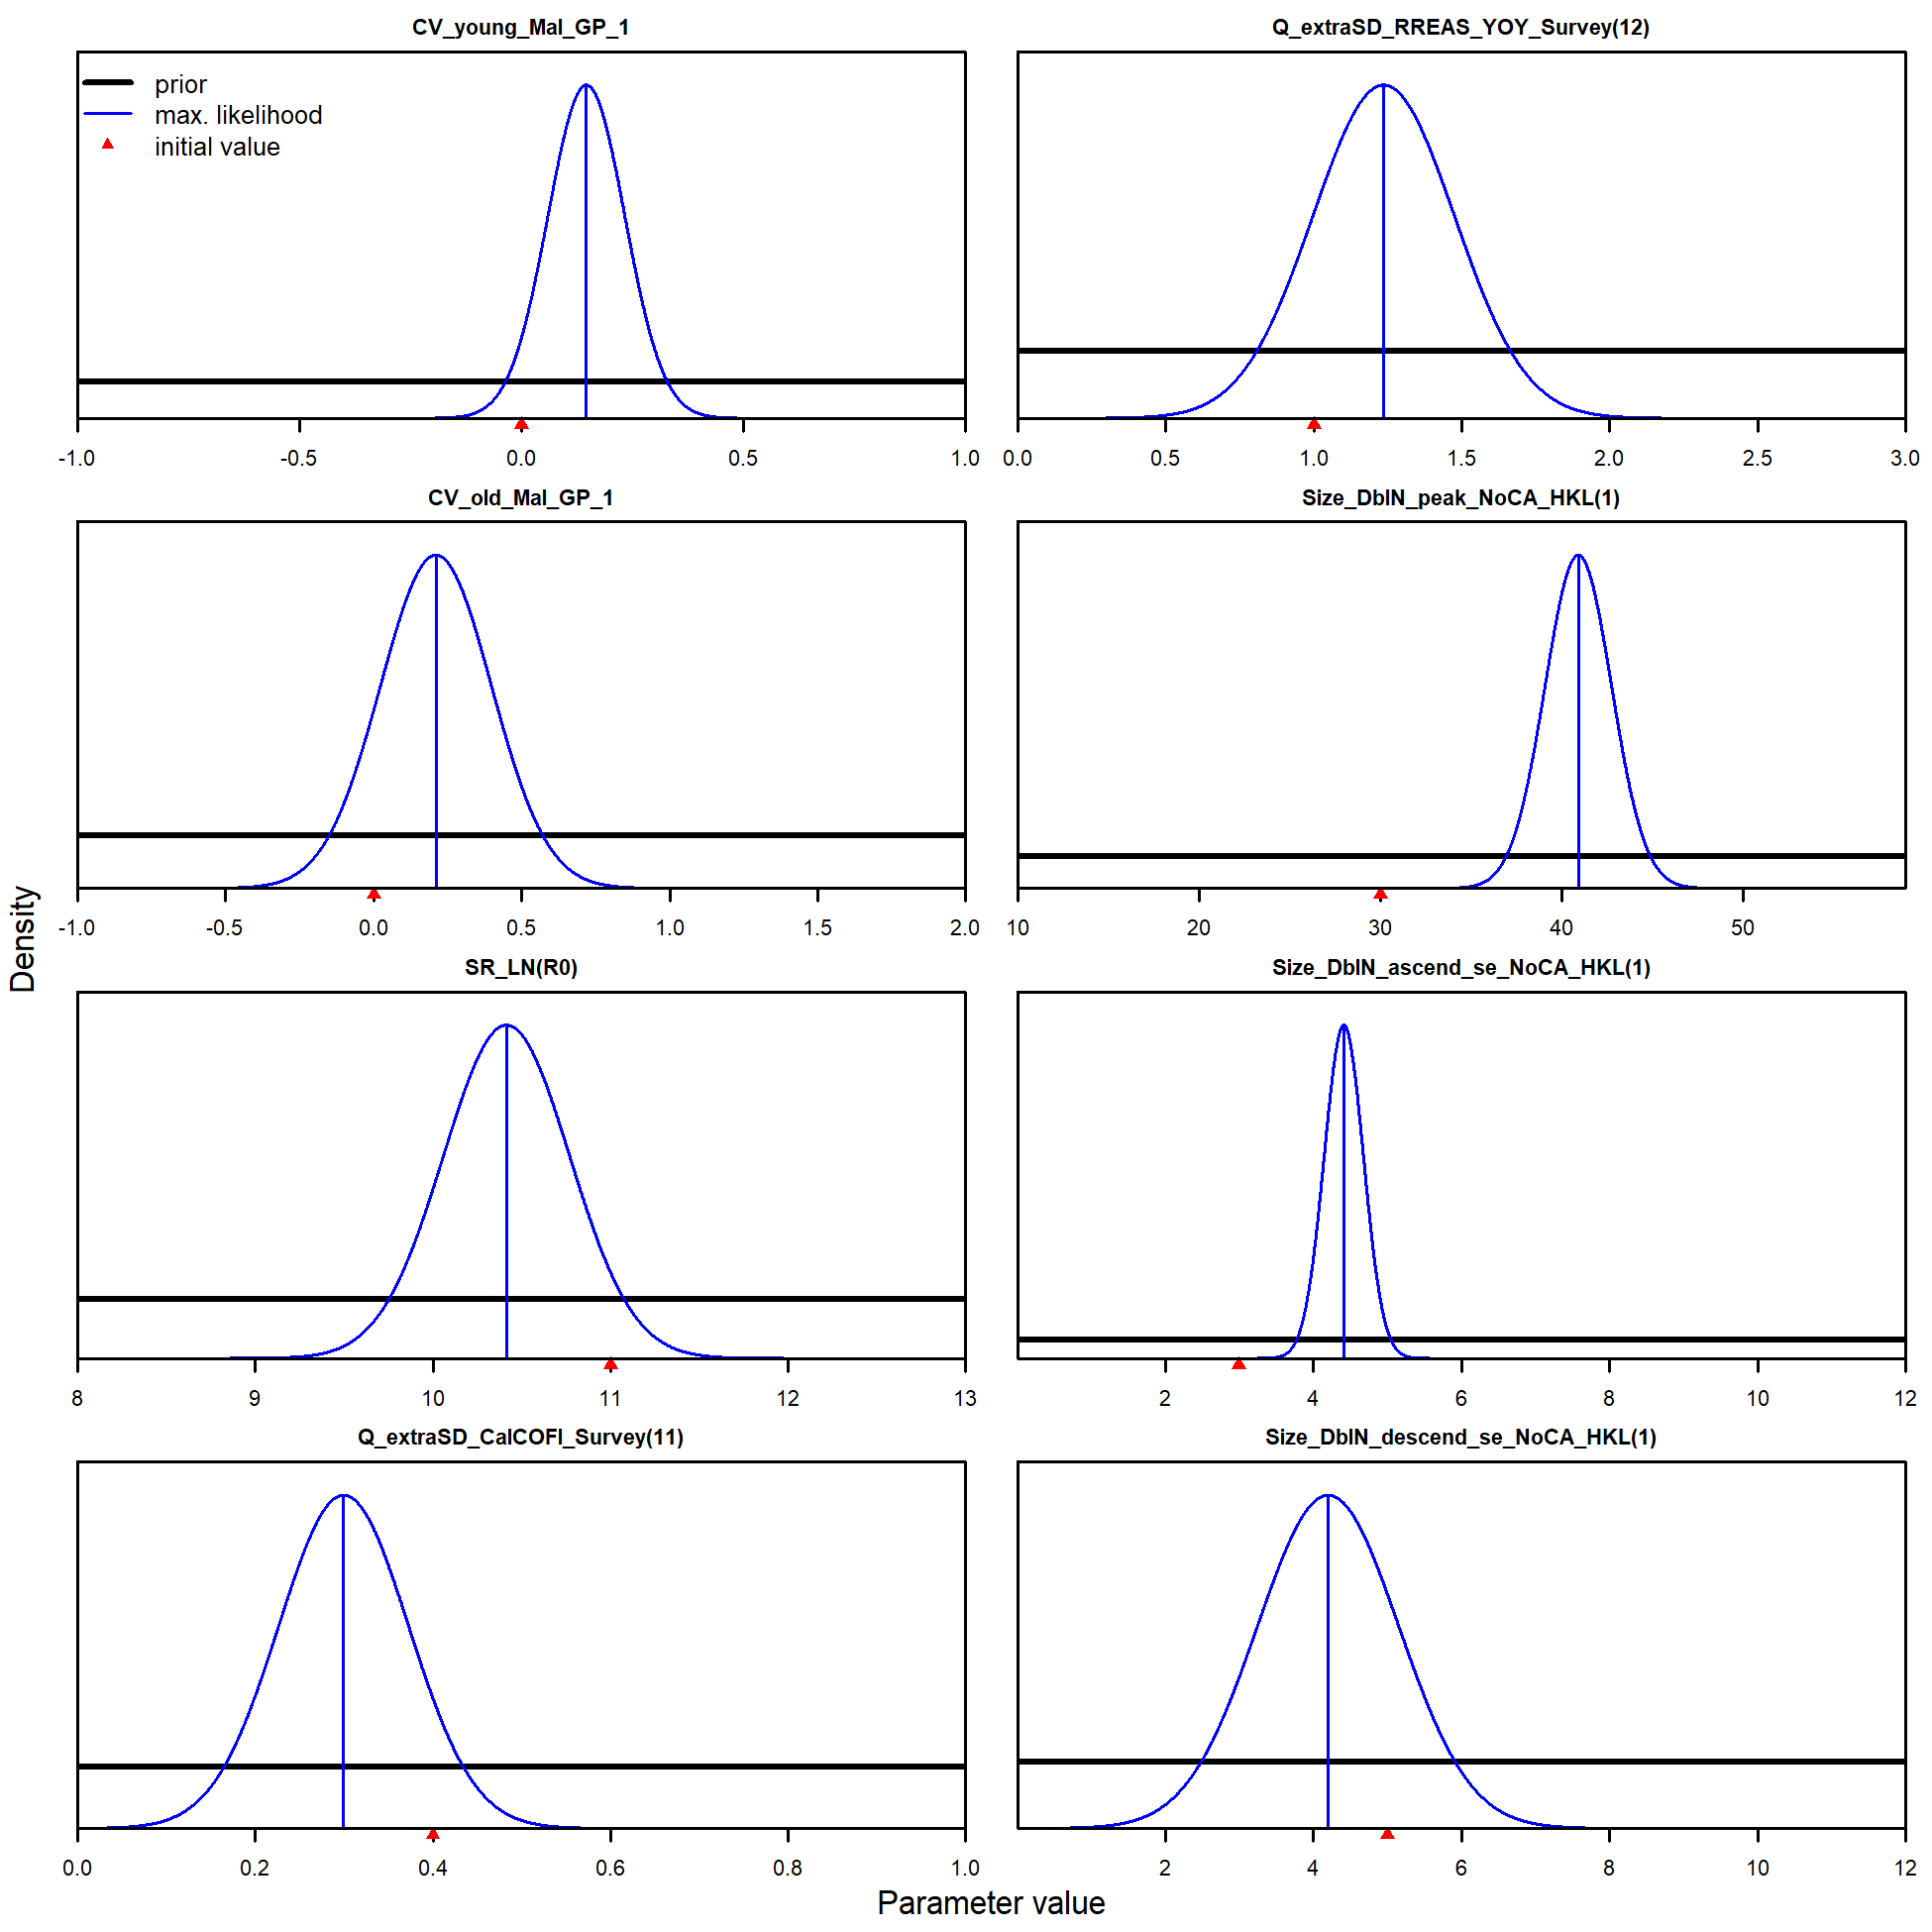 CV_young_Mal_GP_1
prior
max. likelihood
initial value
-1.0 -0.5 0.0 0.5 1.0
Q_extraSD_RREAS_YOY_Survey(12)
0.0 0.5 1.0 1.5 2.0 2.5 3.0
CV_old_Mal_GP_1
-1.0 -0.5 0.0 0.5 1.0 1.5 2.0
Size_DblN_peak_NoCA_HKL(1)
10 20 30 40 50
SR_LN(R0)
8 9 10 11 12 13
Size_DblN_ascend_se_NoCA_HKL(1)
2 4 6 8 10 12
Q_extraSD_CalCOFI_Survey(11)
0.0 0.2 0.4 0.6 0.8 1.0
Size_DblN_descend_se_NoCA_HKL(1)
2 4 6 8 10 12
Density
Parameter value